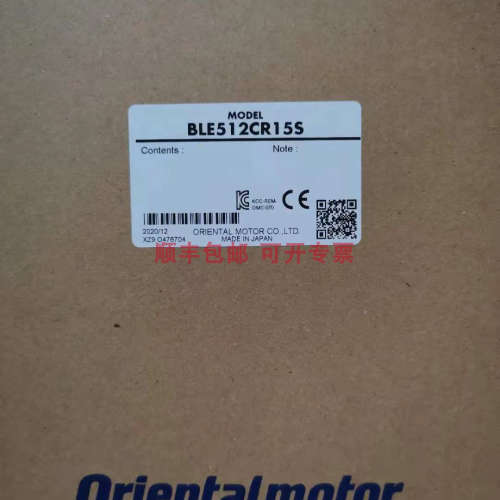 MODEL
BLE512CR15S
Contents : Note :
KCC-REM-
OMC-070
CE
2020/12 ORIENTAL MOTOR CO.,LTD.
XZ9 O478704 MADE IN JAPAN
顺丰包邮 可开专票
Orientalmotor